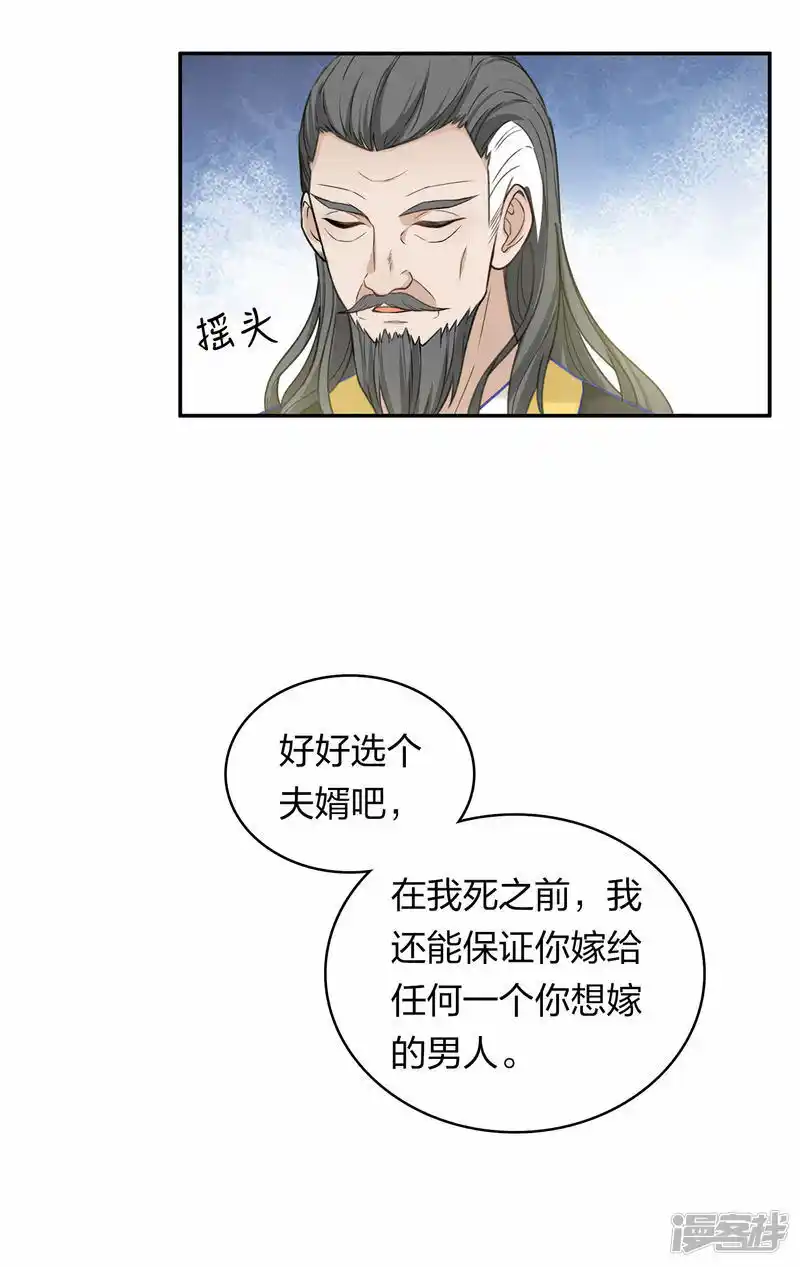 摇头
好好选个
夫婿吧，
在我死之前，我
还能保证你嫁给
任何一个你想嫁
的男人。
漫客栈